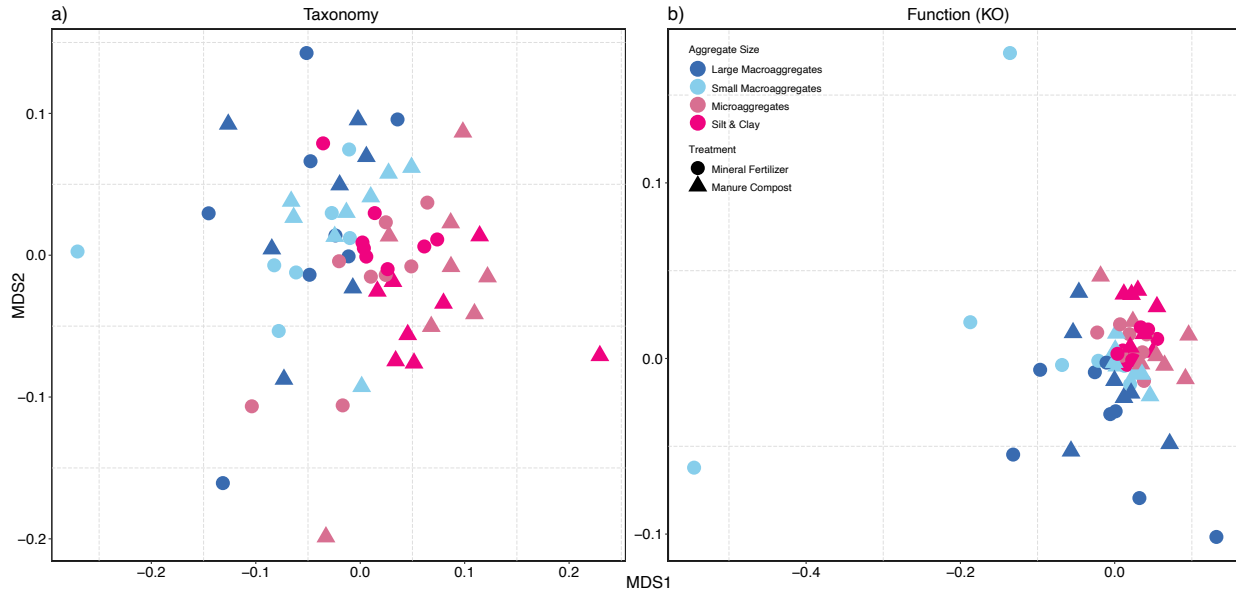 a) Taxonomy
b) Function (KO)
MDS2
0.1
0.0
−0.1
−0.2
−0.2 −0.1 0.0 0.1 0.2
Aggregate Size
Large Macroaggregates
Small Macroaggregates
Microaggregates
Silt & Clay
Treatment
Mineral Fertilizer
Manure Compost
0.1
0.0
−0.1
−0.4 −0.2 0.0
MDS1